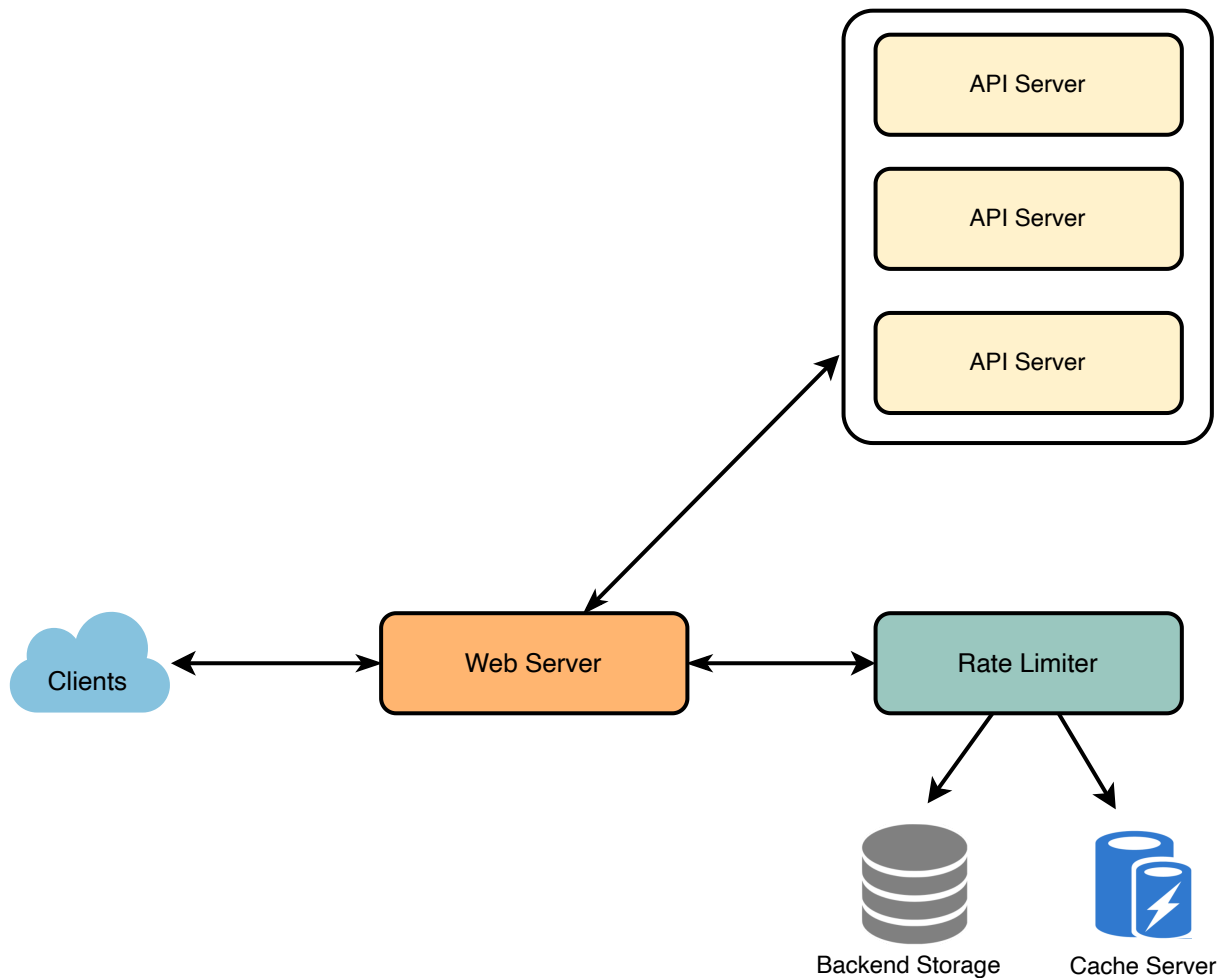 API Server
API Server
API Server
Clients
Web Server
Rate Limiter
Backend Storage
Cache Server